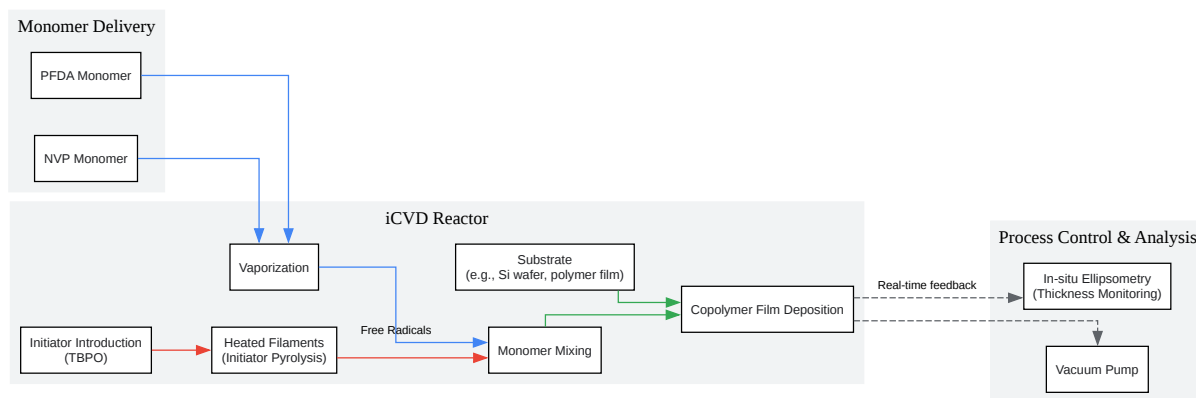 Monomer Delivery
PFDA Monomer
NVP Monomer
iCVD Reactor
Vaporization
Substrate
(e.g., Si wafer, polymer film)
Initiator Introduction
(TBPO)
Heated Filaments
(Initiator Pyrolysis)
Free Radicals
Monomer Mixing
Copolymer Film Deposition
Real-time feedback
Process Control & Analysis
In-situ Ellipsometry
(Thickness Monitoring)
Vacuum Pump